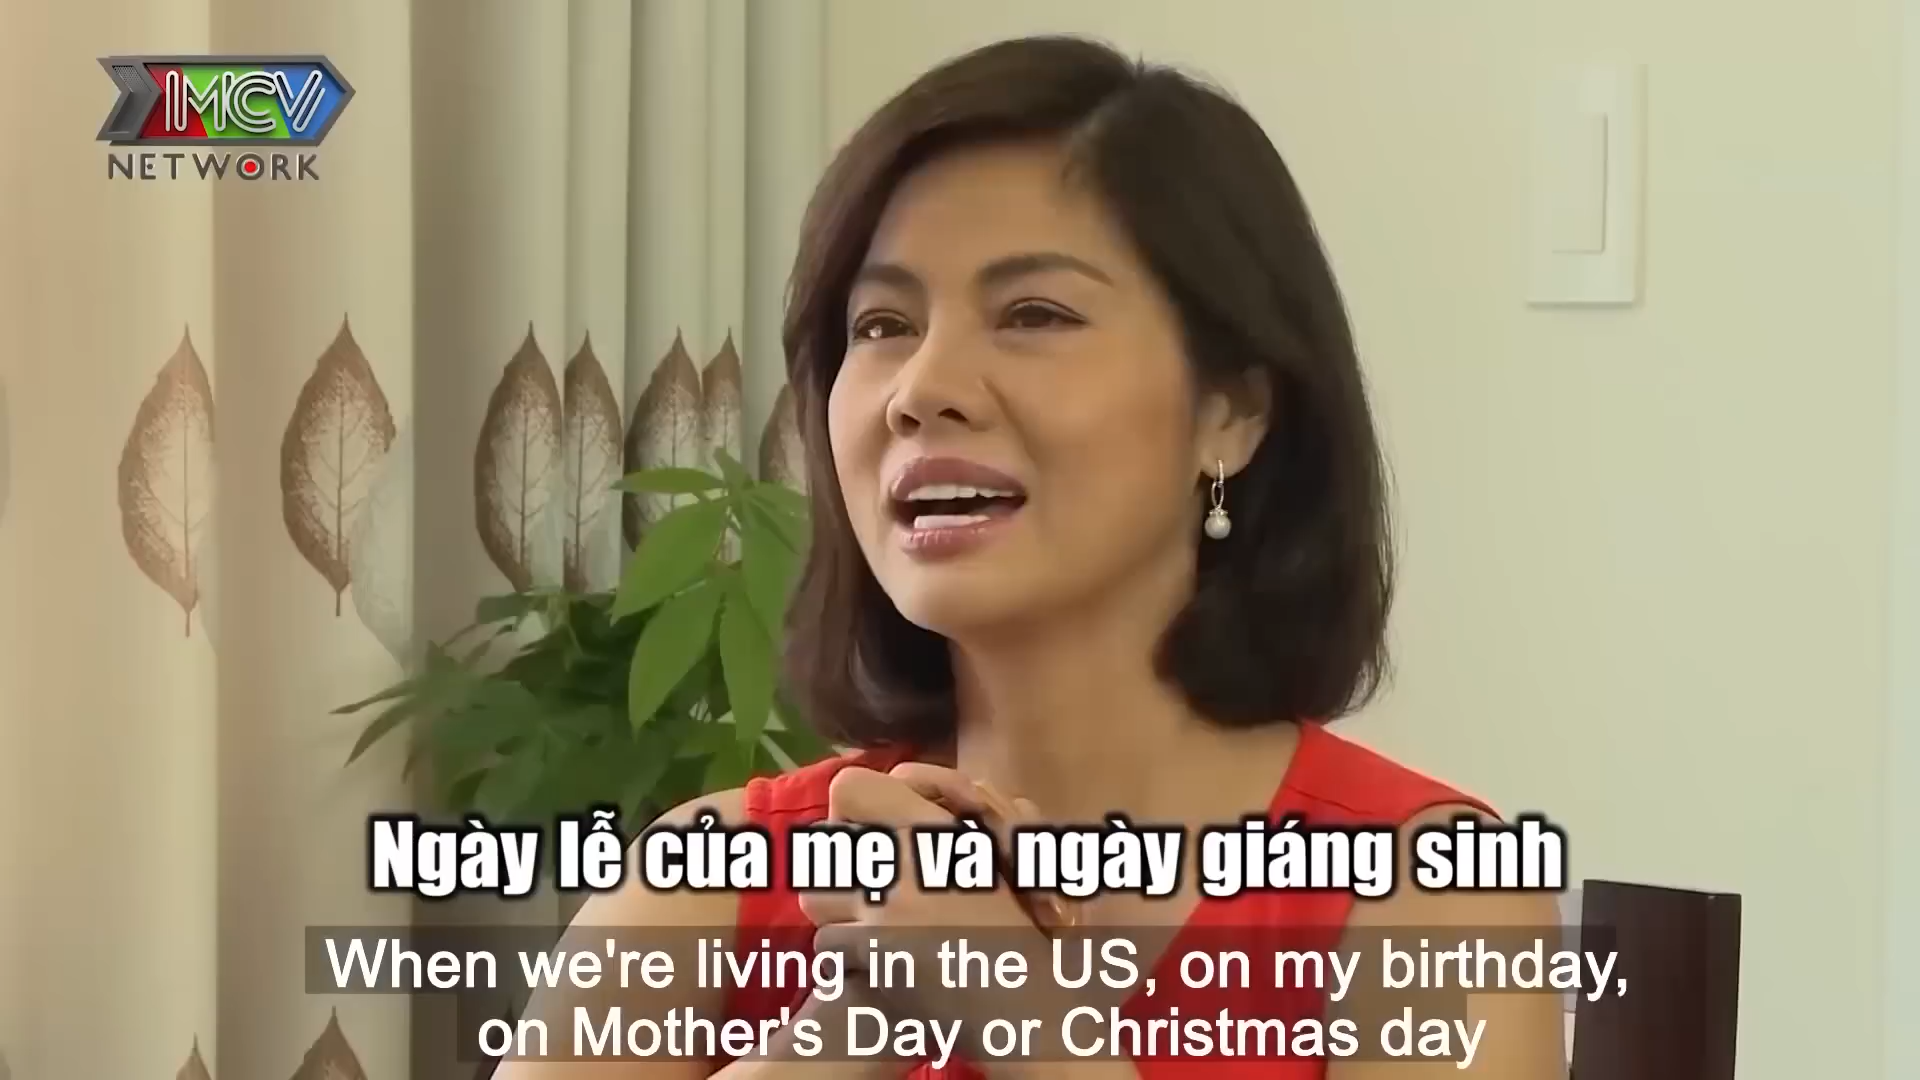 MCV
NETWORK
Ngày lễ của mẹ và ngày giáng sinh
When we're living in the US, on my birthday,
on Mother's Day or Christmas day